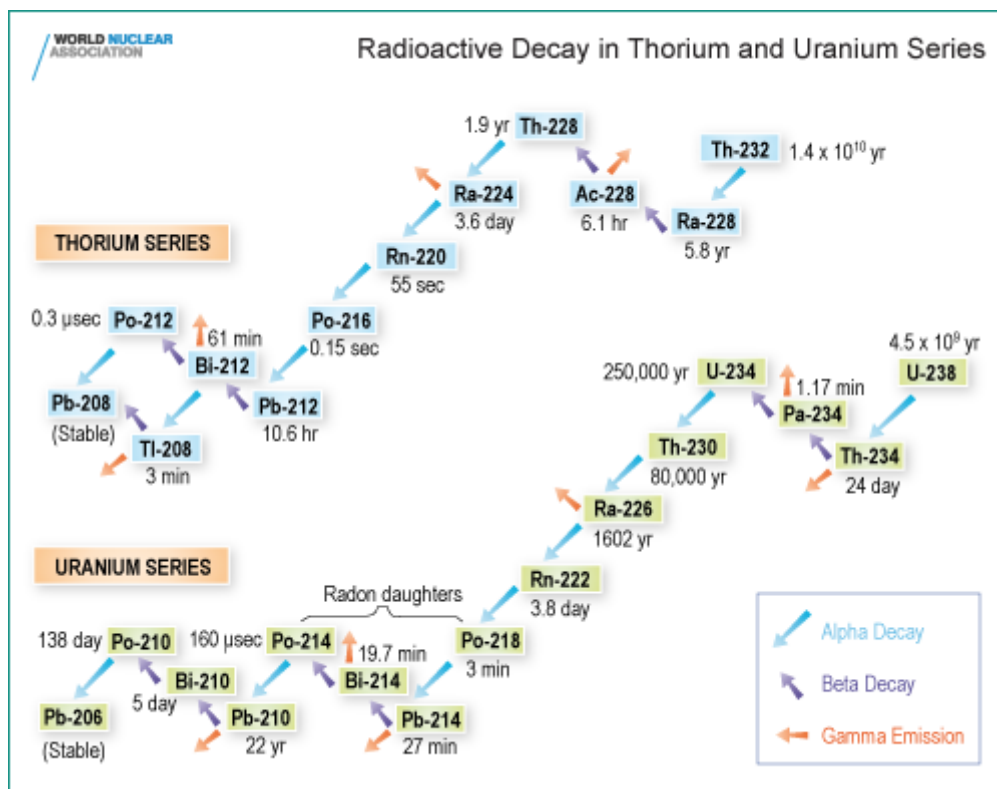 WORLD NUCLEAR
ASSOCIATION
Radioactive Decay in Thorium and Uranium Series
1.9 yr
Th-228
Th-232
1.4 x 10¹⁰ yr
Ra-224
3.6 day
Ac-228
6.1 hr
Ra-228
5.8 yr
THORIUM SERIES
Rn-220
55 sec
0.3 µsec
Po-212
61 min
Po-216
0.15 sec
Bi-212
Pb-208
(Stable)
Pb-212
10.6 hr
Tl-208
3 min
4.5 x 10⁹ yr
250,000 yr
U-234
U-238
1.17 min
Pa-234
Th-230
80,000 yr
Th-234
24 day
Ra-226
1602 yr
URANIUM SERIES
Rn-222
3.8 day
Radon daughters
138 day
Po-210
160 µsec
Po-214
19.7 min
Po-218
3 min
Bi-210
5 day
Bi-214
Pb-206
(Stable)
Pb-210
22 yr
Pb-214
27 min
Alpha Decay
Beta Decay
Gamma Emission